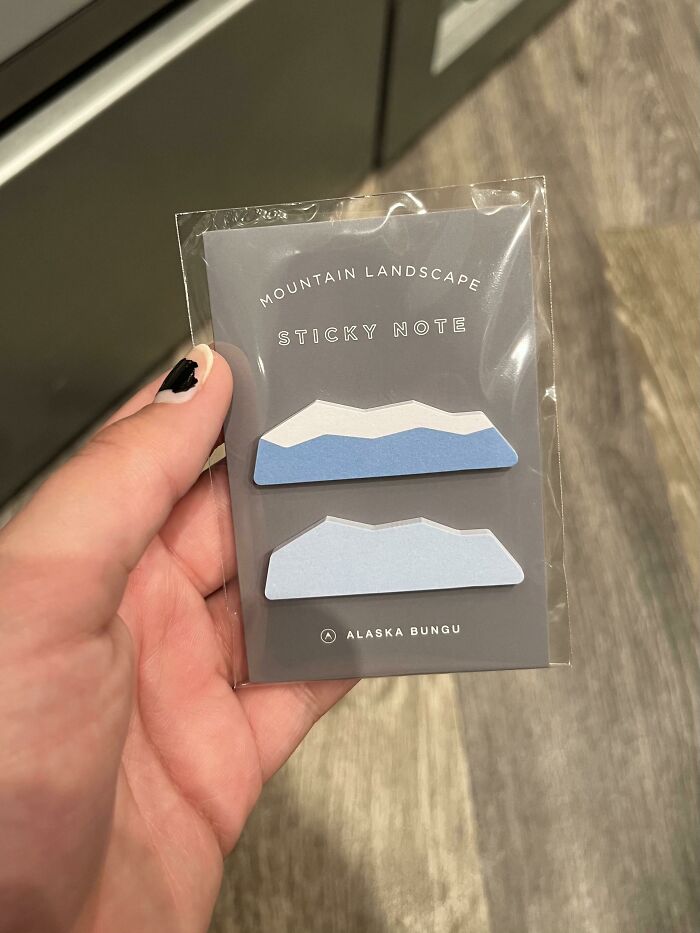 MOUNTAIN LANDSCAPE
STICKY NOTE
ALASKA BUNGU